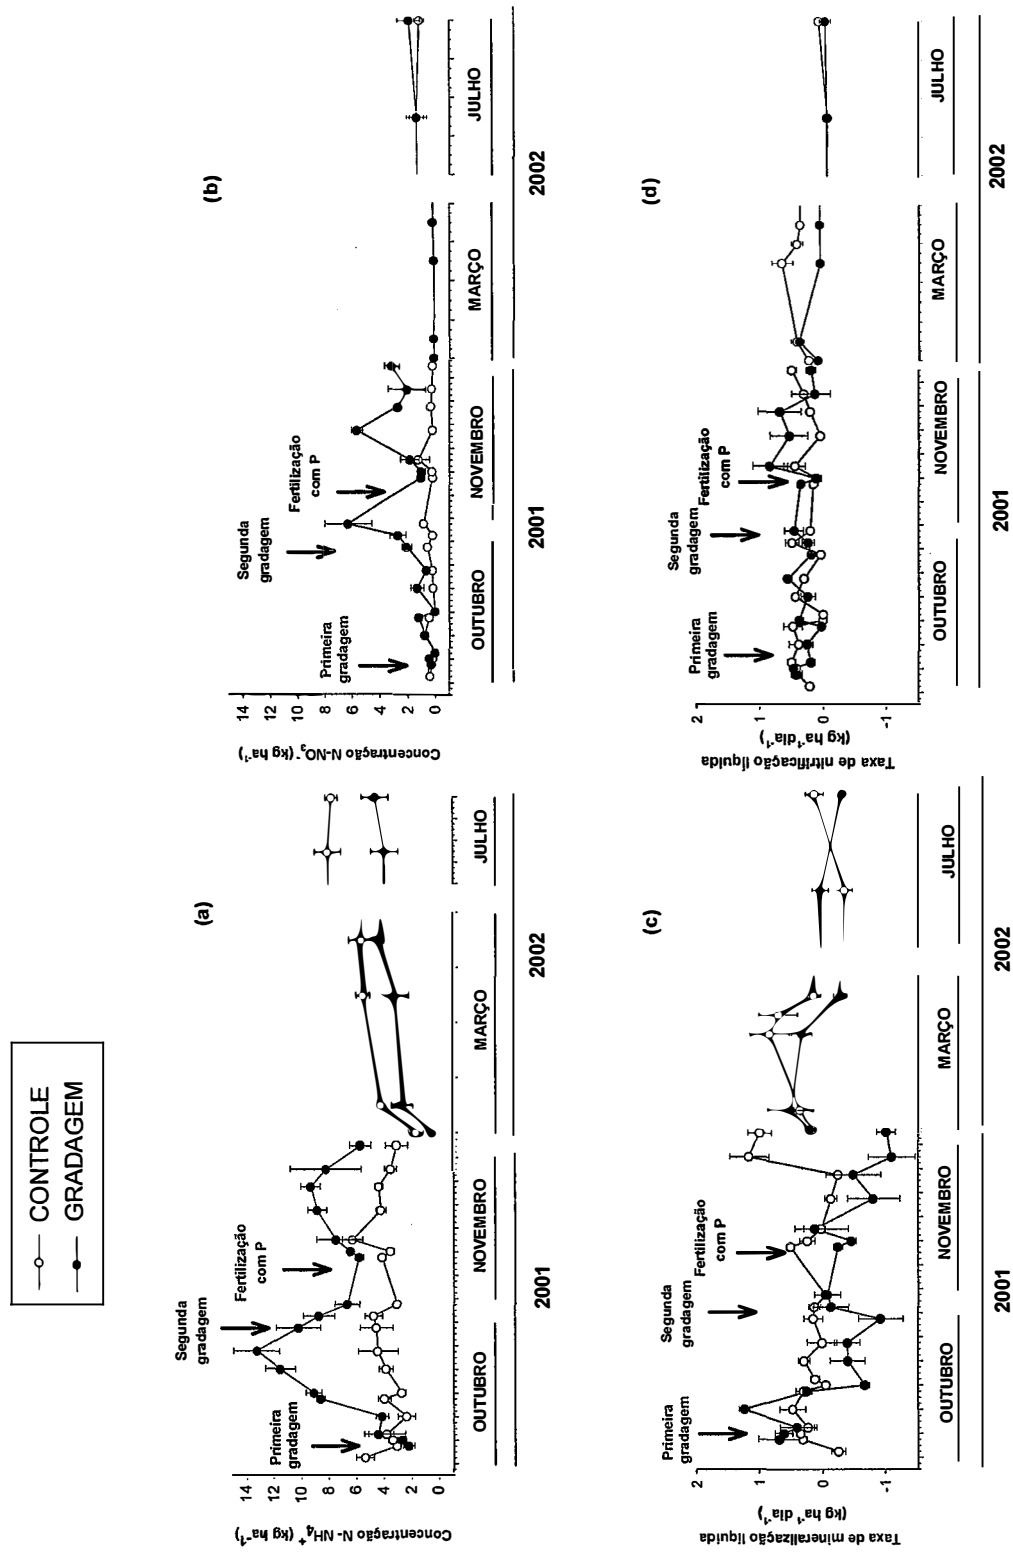 CONTROLE
GRADAGEM
(a)
Concentração N - NH₄⁺ (kg ha⁻¹)
14
12
10
8
6
4
2
0
Primeira
gradagem
Segunda
gradagem
Fertilização
com P
OUTUBRO
NOVEMBRO
MARÇO
JULHO
2001
2002
(b)
Concentração N-NO₃⁻ (kg ha⁻¹)
14
12
10
8
6
4
2
0
Primeira
gradagem
Segunda
gradagem
Fertilização
com P
OUTUBRO
NOVEMBRO
MARÇO
JULHO
2001
2002
(c)
Taxa de mineralização líquida
(kg ha⁻¹ dia⁻¹)
2
1
0
-1
Primeira
gradagem
Segunda
gradagem
Fertilização
com P
OUTUBRO
NOVEMBRO
MARÇO
JULHO
2001
2002
(d)
Taxa de nitrificação líquida
(kg ha⁻¹ dia⁻¹)
2
1
0
-1
Primeira
gradagem
Segunda
gradagem
Fertilização
com P
OUTUBRO
NOVEMBRO
MARÇO
JULHO
2001
2002